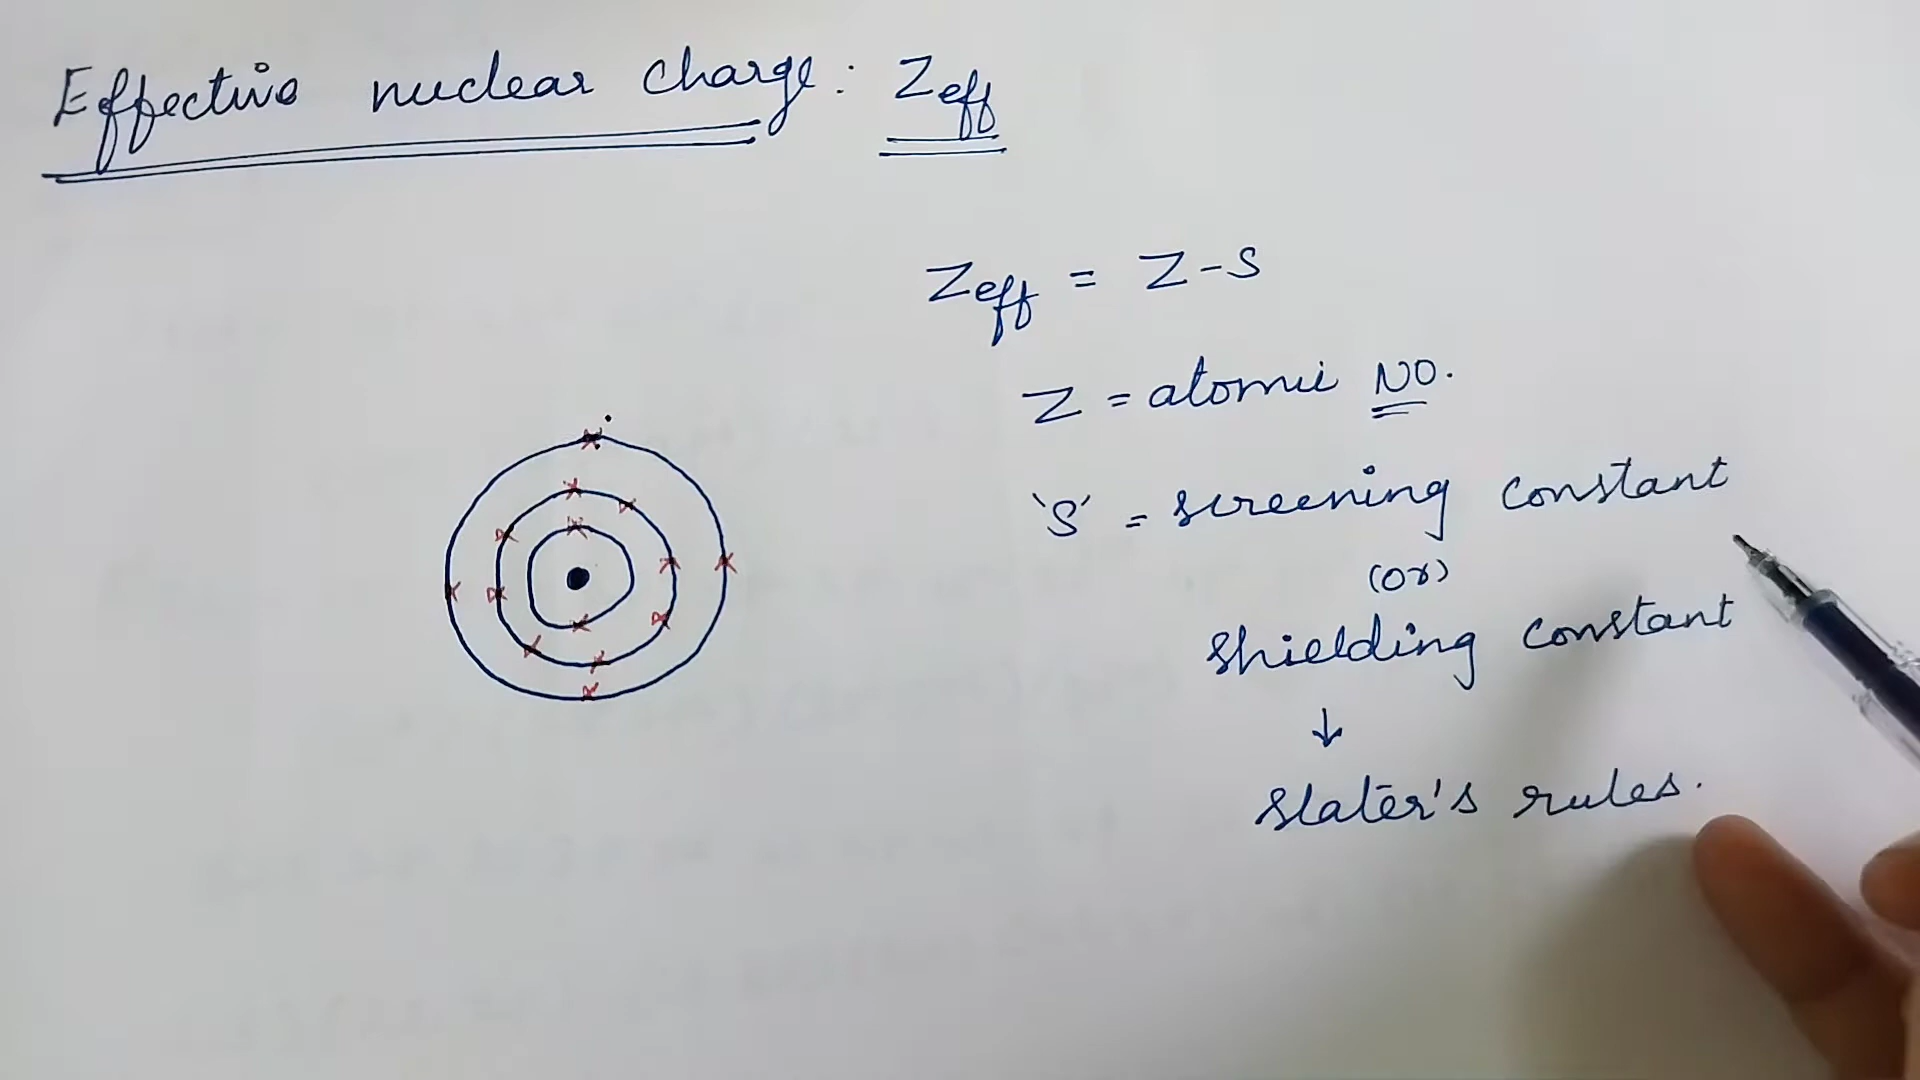 Effective nuclear charge: Zeff
Zeff = Z-S
Z = atomic NO.
'S' = screening constant
(or)
shielding constant
↓
slater's rules.